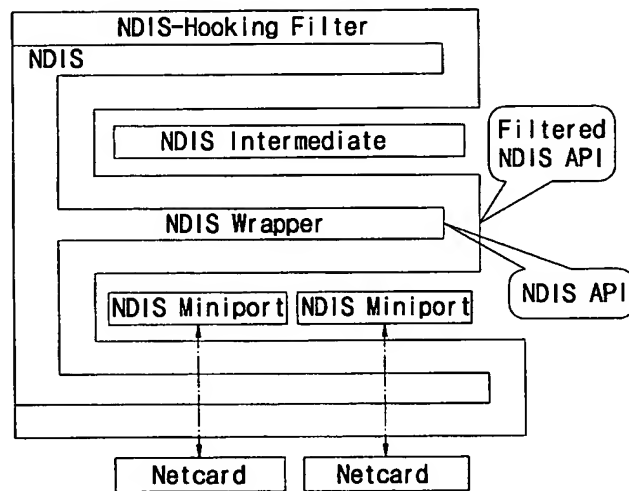 NDIS-Hooking Filter
NDIS
NDIS Intermediate
Filtered
NDIS API
NDIS Wrapper
NDIS API
NDIS Miniport
NDIS Miniport
Netcard
Netcard